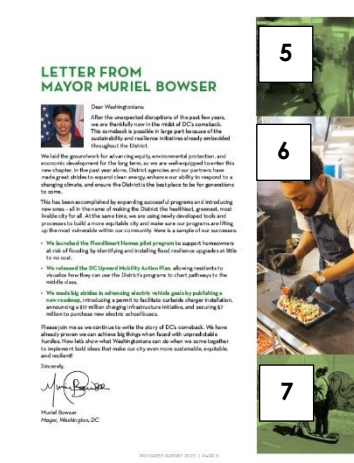 LETTER FROM
MAYOR MURIEL BOWSER
Dear Washingtonians:
After the unexpected disruptions of the past few years,
we are thankfully now in the midst of DC's comeback.
This comeback is possible in large part because of the
sustainability and resilience initiatives already embedded
throughout the District.
We laid the groundwork for advancing equity, environmental protection, and
economic development for the long term, so we are well-equipped to enter this
new chapter. In the past year alone, District agencies and our partners have
made great strides to expand clean energy, enhance our ability to respond to a
changing climate, and ensure the District is the best place to be for generations
to come.
This has been accomplished by expanding successful programs and introducing
new ones - all in the name of making the District the healthiest, greenest, most
livable city for all. At the same time, we are using newly developed tools and
processes to build a more equitable city and make sure our programs are lifting
up the most vulnerable within our community. Here is a sample of our successes:
• We launched the FloodSmart Homes pilot program to support homeowners
at risk of flooding by identifying and installing flood resilience upgrades at little
to no cost.
• We released the DC Upward Mobility Action Plan, allowing residents to
visualize how they can use the District's programs to chart pathways to the
middle class.
• We made big strides in advancing electric vehicle goals by publishing a
new roadmap, introducing a permit to facilitate curbside charger installation,
announcing a $10 million charging infrastructure initiative, and securing $7
million to purchase new electric school buses.
Please join me as we continue to write the story of DC's comeback. We have
already proven we can achieve big things when faced with unpredictable
hurdles. Now let's show what Washingtonians can do when we come together
to implement bold ideas that make our city even more sustainable, equitable,
and resilient!
Sincerely,
Muriel Bowser
Mayor, Washington, DC
PROGRESS REPORT 2023 | PAGE 3
5
6
7